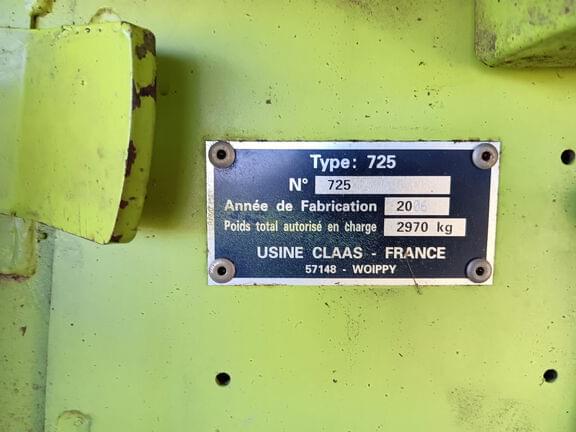 Type: 725
N° 725
Année de Fabrication 20
Poids total autorisé en charge 2970 kg
USINE CLAAS - FRANCE
57148 - WOIPPY